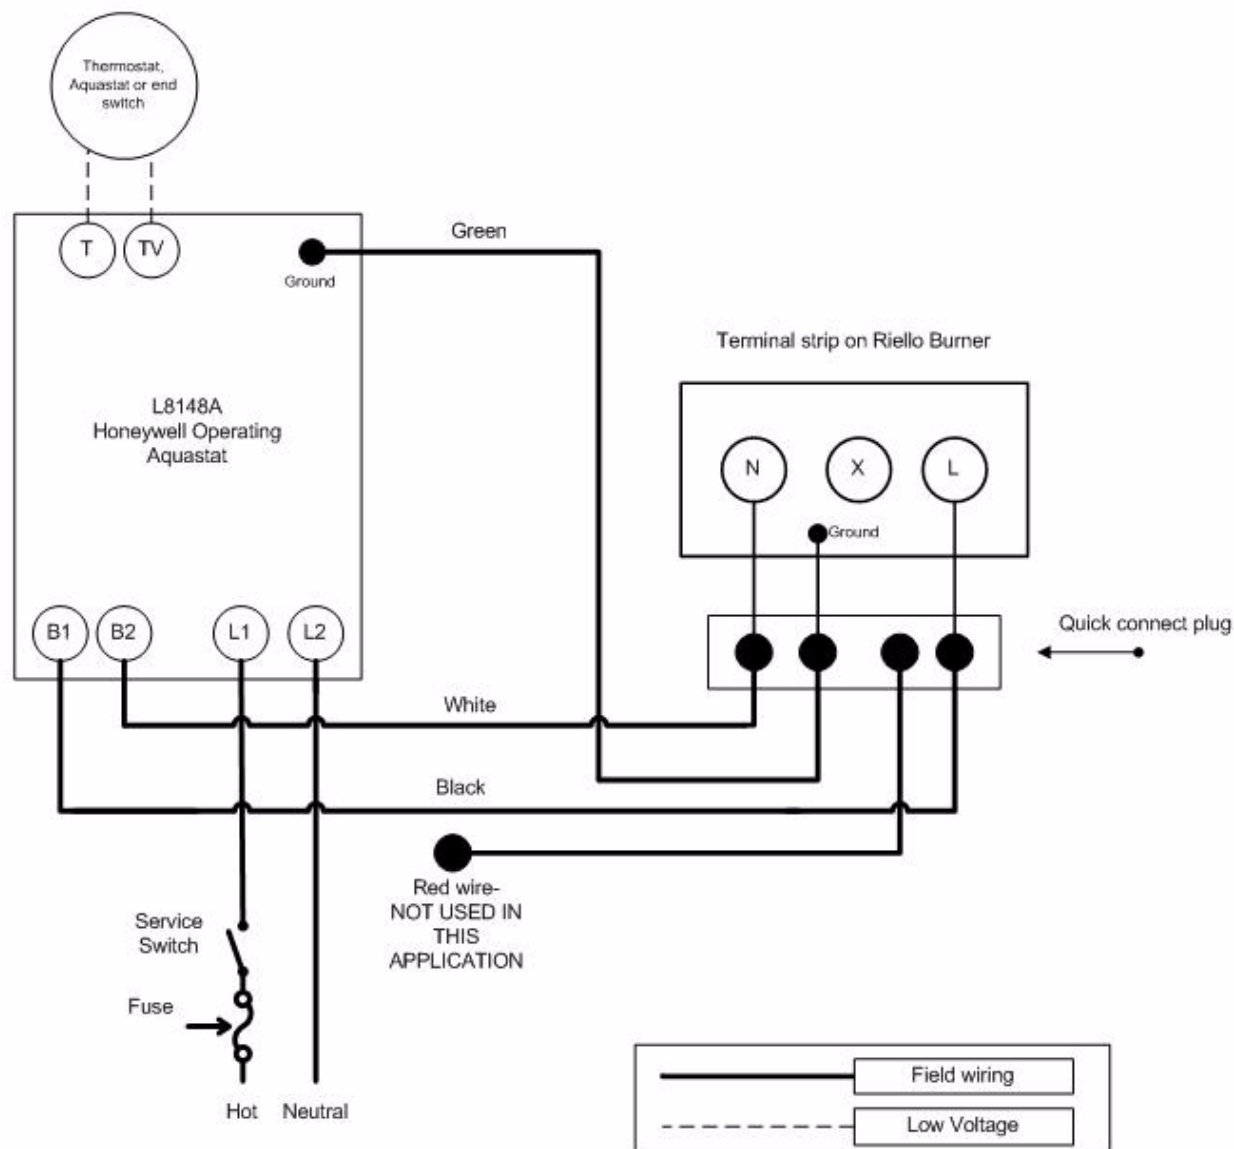 Thermostat,
Aquastat or end
switch
T
TV
Ground
Green
Terminal strip on Riello Burner
L8148A
Honeywell Operating
Aquastat
N
X
L
Ground
B1
B2
L1
L2
Quick connect plug
White
Black
Red wire-
NOT USED IN
THIS
APPLICATION
Service
Switch
Fuse
Hot
Neutral
Field wiring
Low Voltage